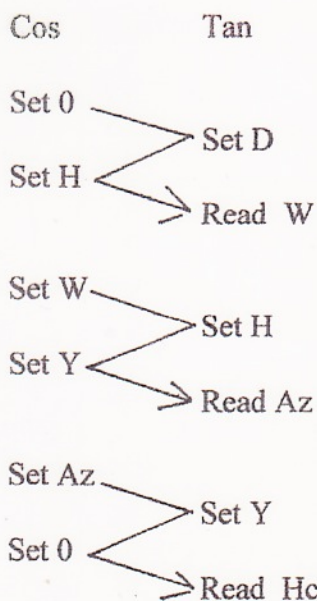 Cos Tan
Set 0
Set D
Set H
Read W
Set W
Set H
Set Y
Read Az
Set Az
Set Y
Set 0
Read Hc